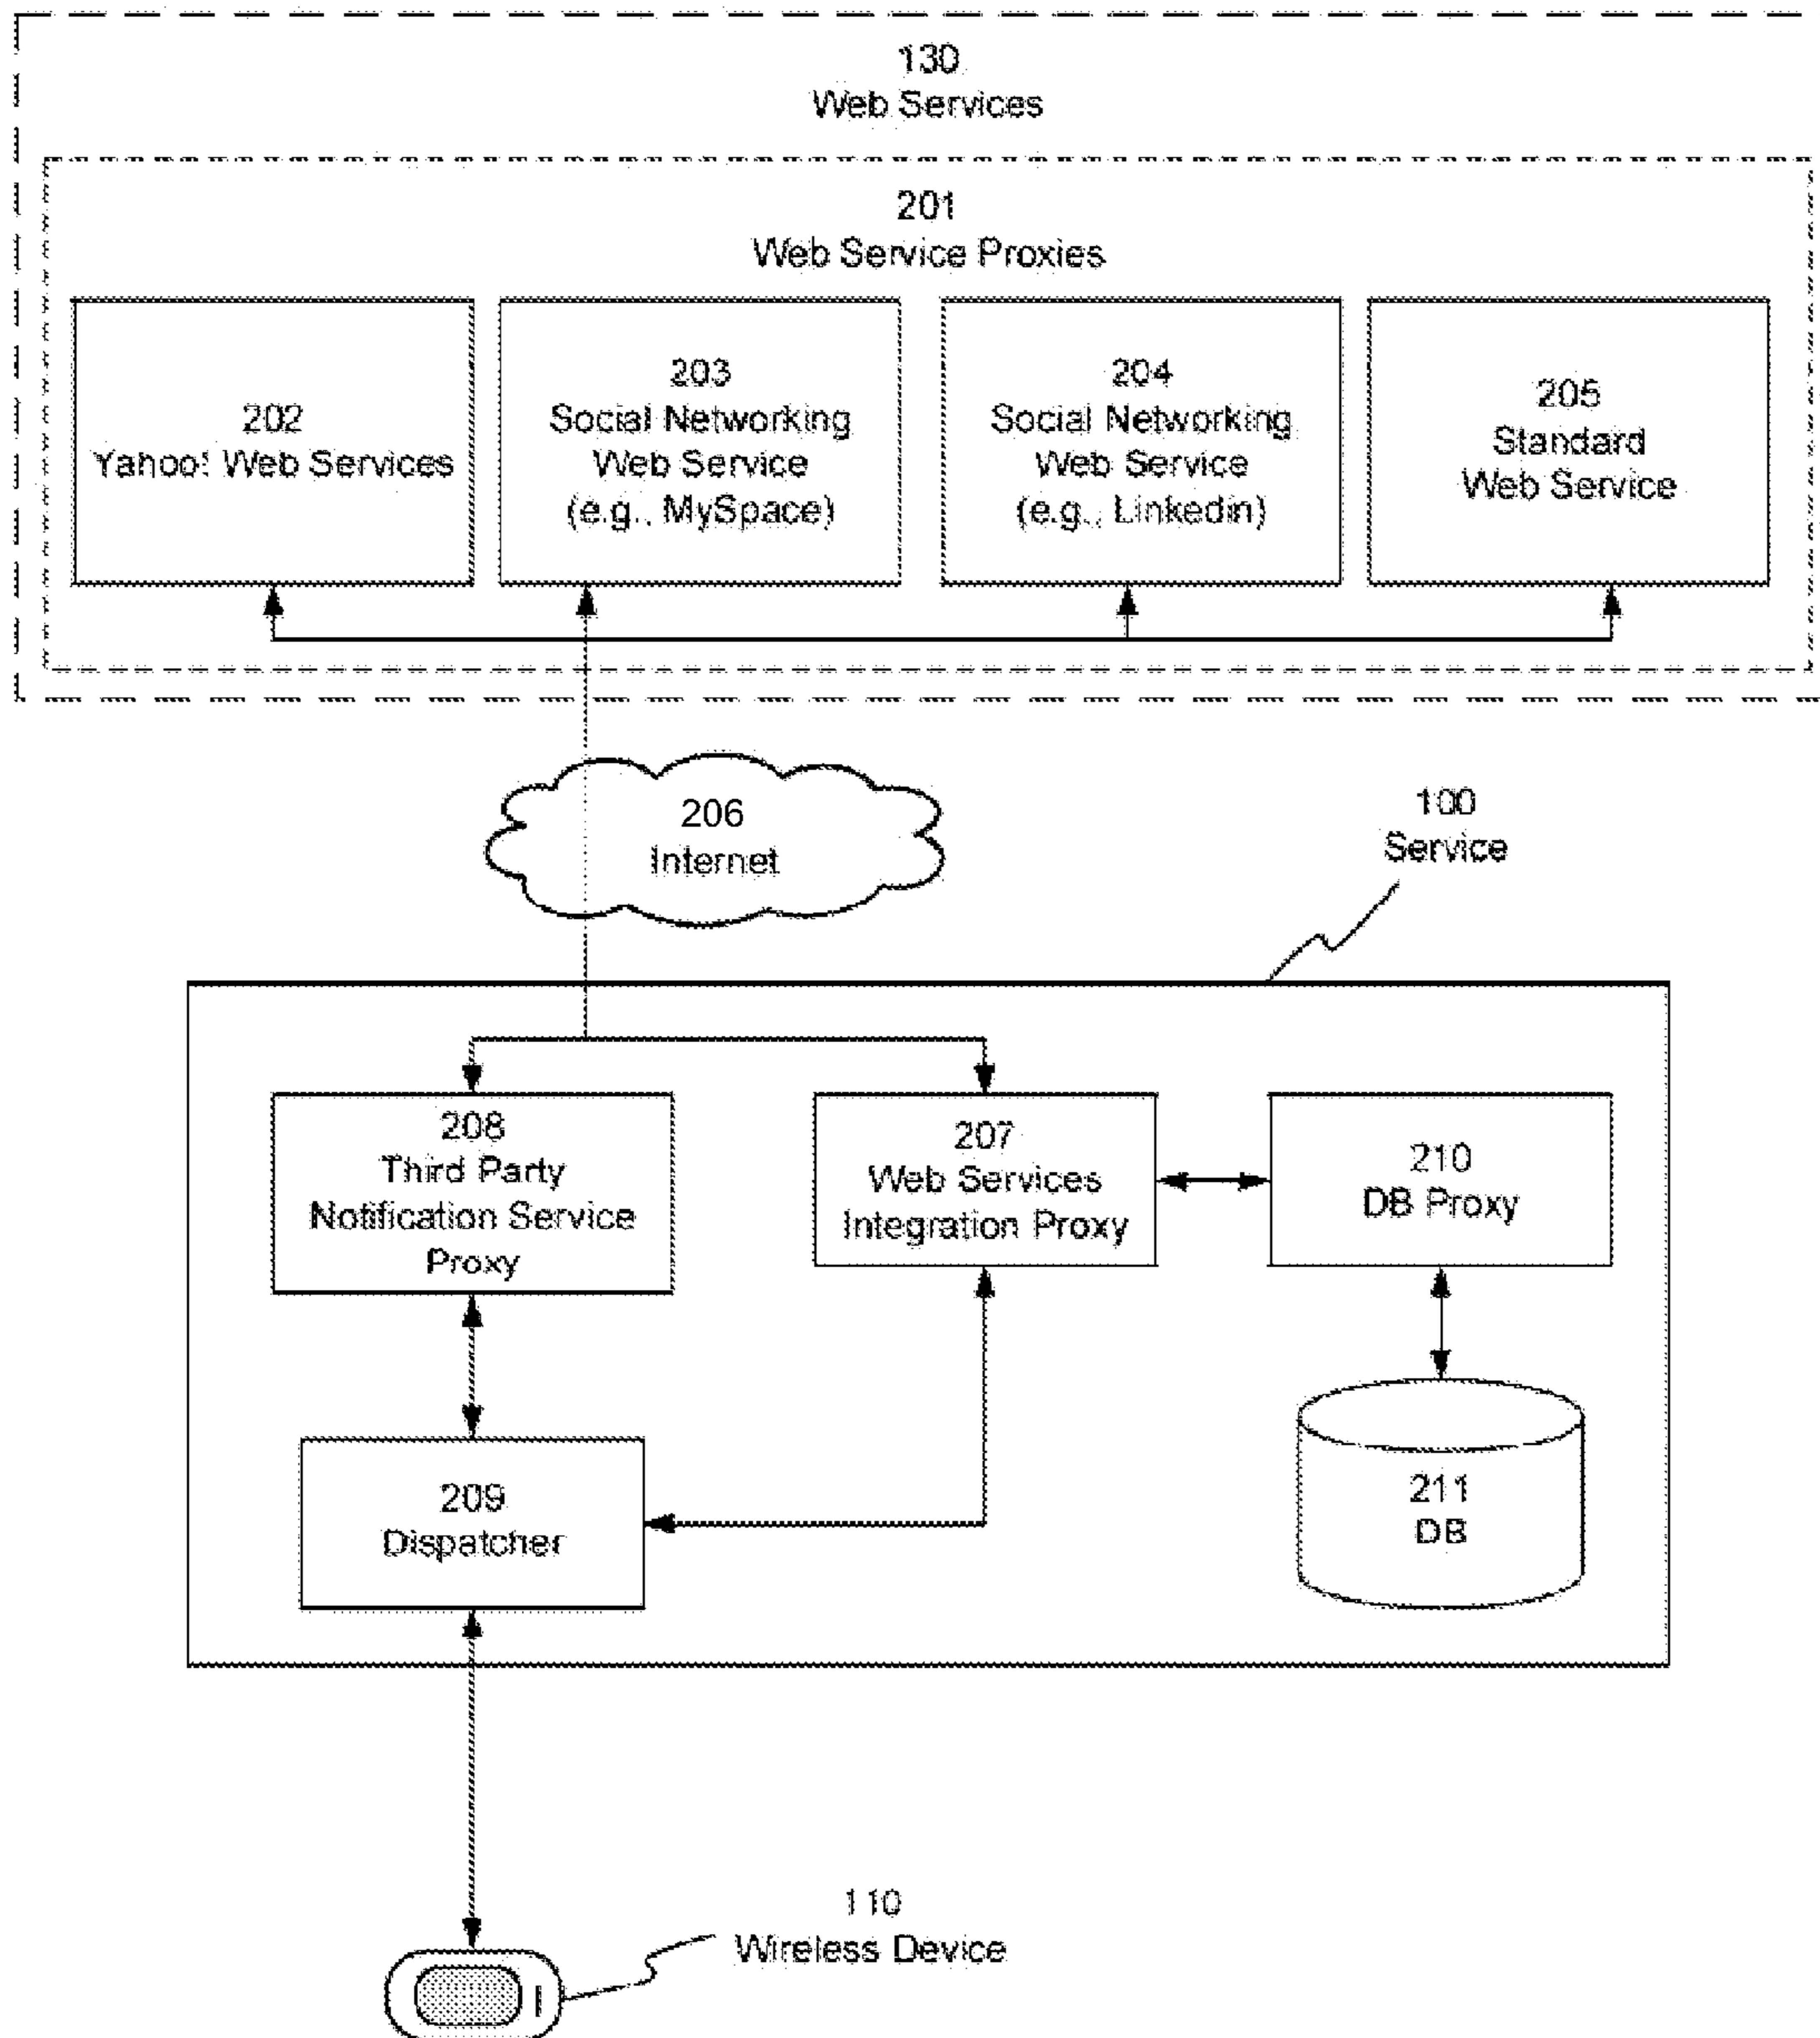 130
Web Services
201
Web Service Proxies
202
Yahoo! Web Services
203
Social Networking
Web Service
(e.g., MySpace)
204
Social Networking
Web Service
(e.g., Linkedin)
205
Standard
Web Service
206
Internet
100
Service
208
Third Party
Notification Service
Proxy
207
Web Services
Integration Proxy
210
DB Proxy
209
Dispatcher
211
DB
110
Wireless Device